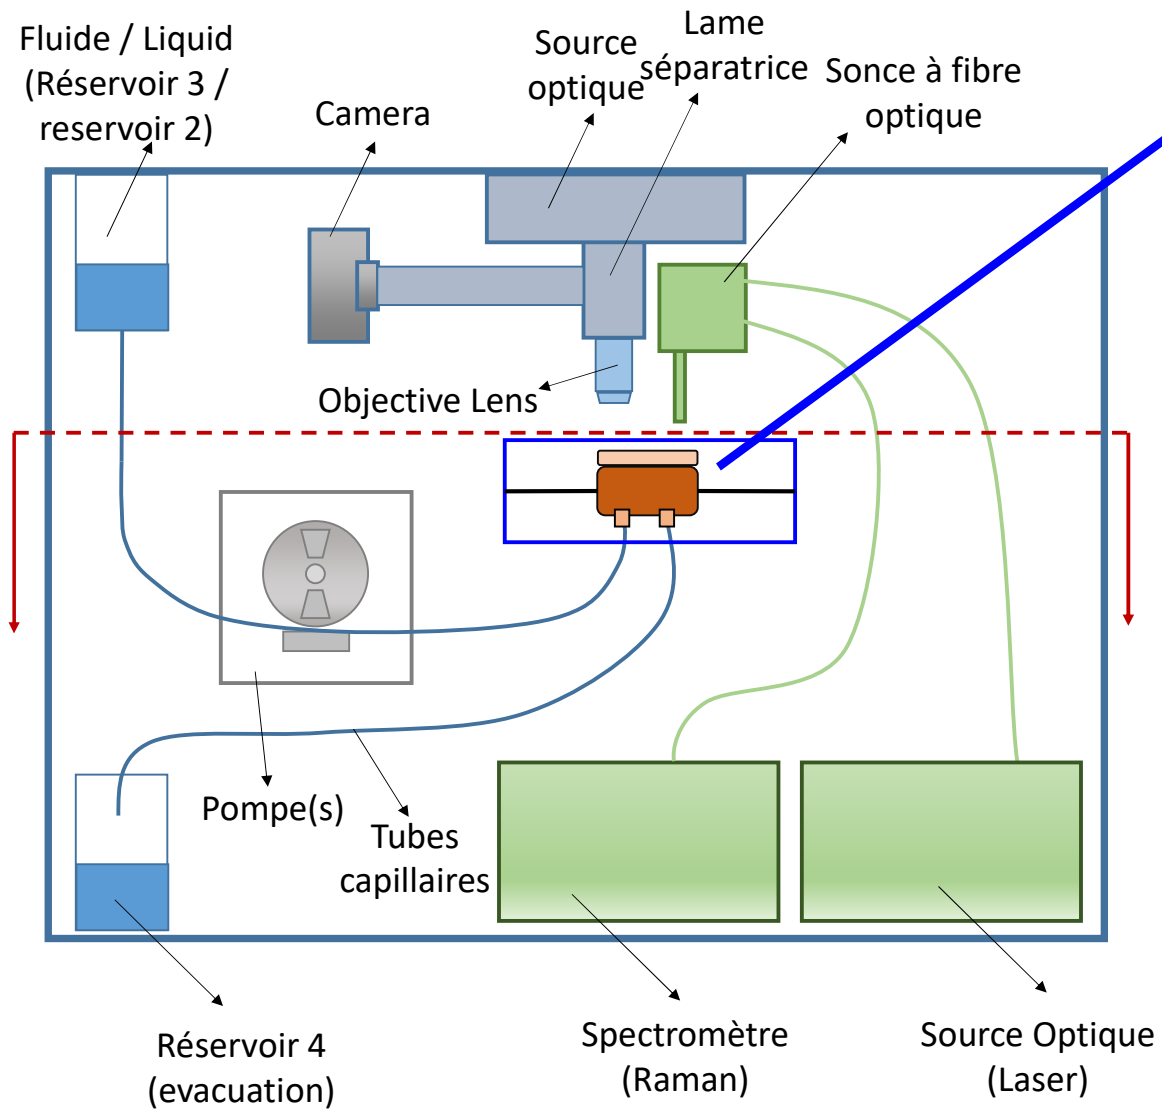 Fluide / Liquid
(Réservoir 3 /
reservoir 2)
Camera
Source
optique
Lame
séparatrice
Sonce à fibre
optique
Objective Lens
Pompe(s)
Tubes
capillaires
Réservoir 4
(evacuation)
Spectromètre
(Raman)
Source Optique
(Laser)